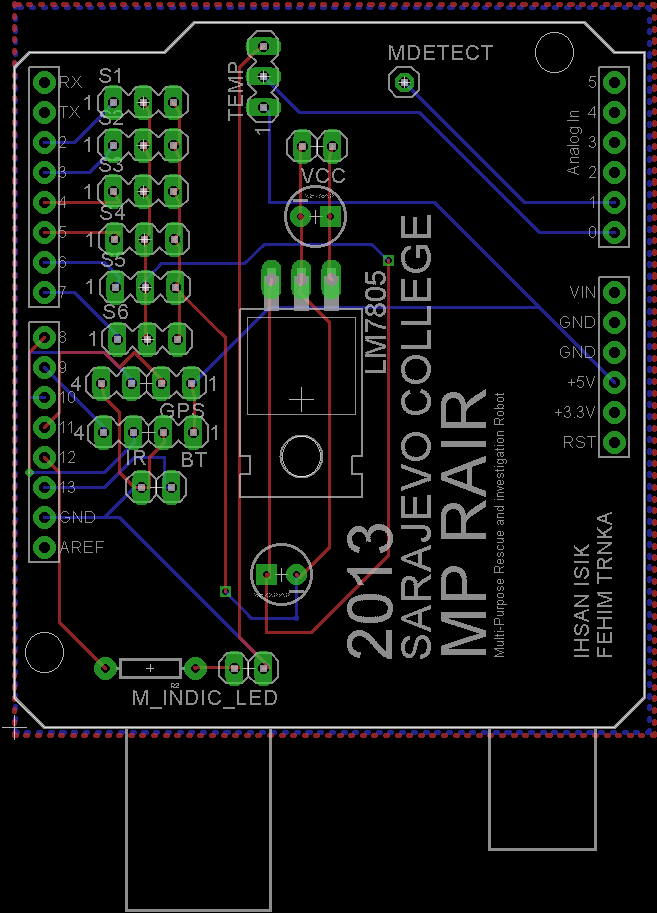 MDETECT
S1
RX
TX
1
S2
2
1
3
S3
1
4
S4
5
1
6
S5
7
1
S6
8
1
9
4
1
10
GPS
11
4
1
12
IR
BT
13
GND
AREF
TEMP
1
VCC
LM7805
5
4
3
2
1
0
Analog In
VIN
GND
GND
+5V
+3.3V
RST
2013
SARAJEVO COLLEGE
MP RAIR
Multi-Purpose Rescue and investigation Robot
IHSAN ISIK
FEHIM TRNKA
R2
M_INDIC_LED